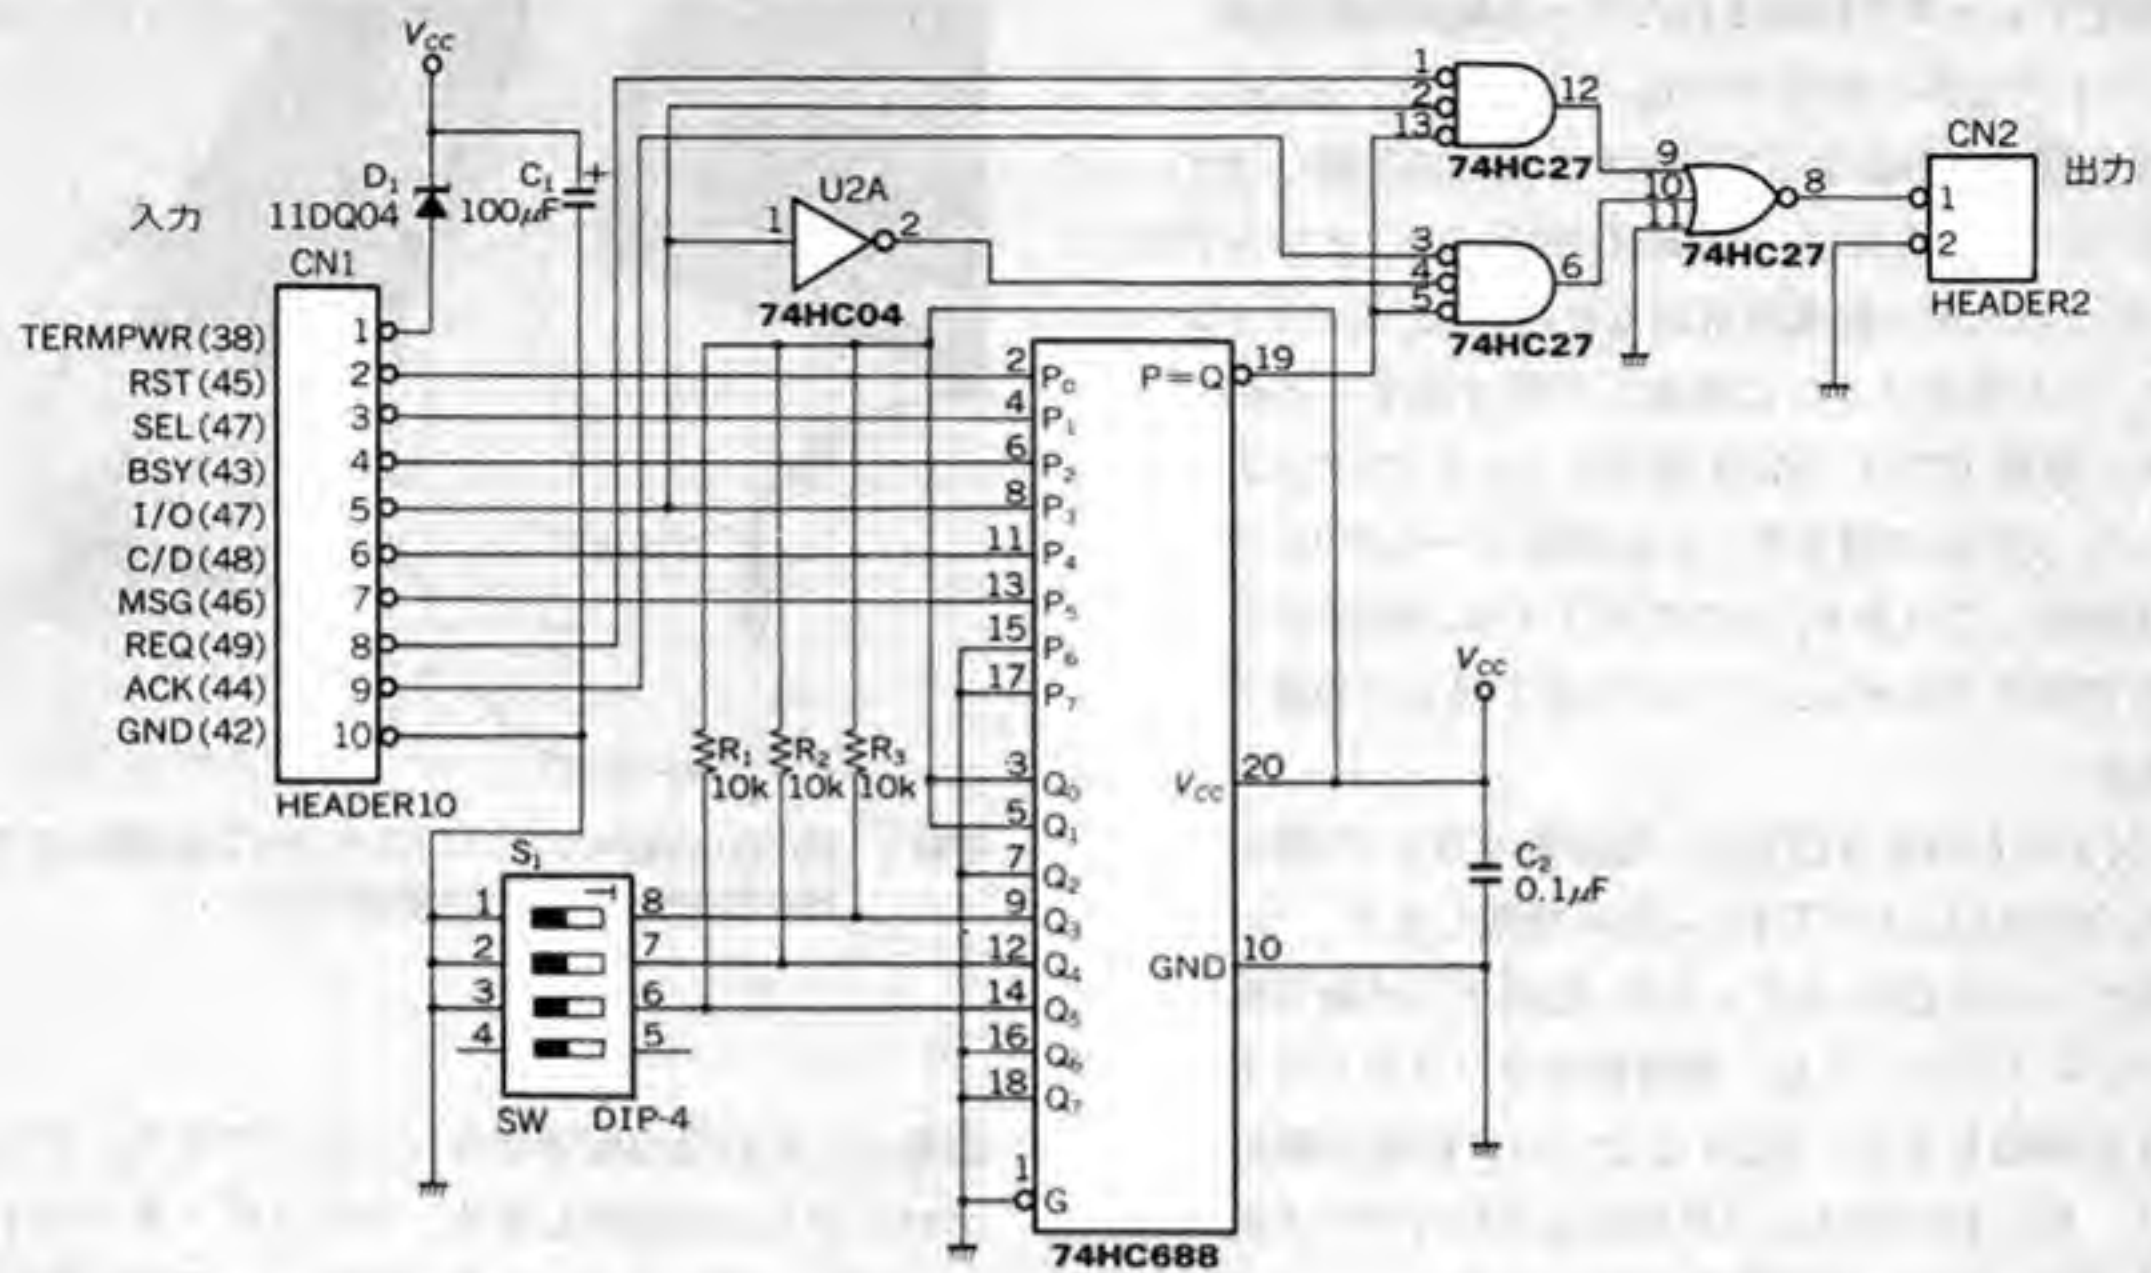 VCC
D1
11DQ04
C1
+
100μF
入力
CN1
TERMPWR(38)
RST(45)
SEL(47)
BSY(43)
I/O(47)
C/D(48)
MSG(46)
REQ(49)
ACK(44)
GND(42)
1
2
3
4
5
6
7
8
9
10
HEADER10
U2A
1
2
74HC04
1
2
13
12
74HC27
3
4
5
6
74HC27
9
10
11
8
74HC27
CN2
1
2
HEADER2
出力
2 P0
4 P1
6 P2
8 P3
11 P4
13 P5
15 P6
17 P7
3 Q0
5 Q1
7 Q2
9 Q3
12 Q4
14 Q5
16 Q6
18 Q7
1 G
P=Q 19
VCC 20
GND 10
74HC688
R1
10k
R2
10k
R3
10k
S1
1
2
3
4
8
7
6
5
SW DIP-4
VCC
C2
0.1μF